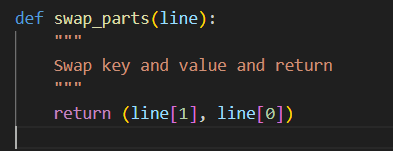 def swap_parts(line):
    """
    Swap key and value and return
    """
    return (line[1], line[0])